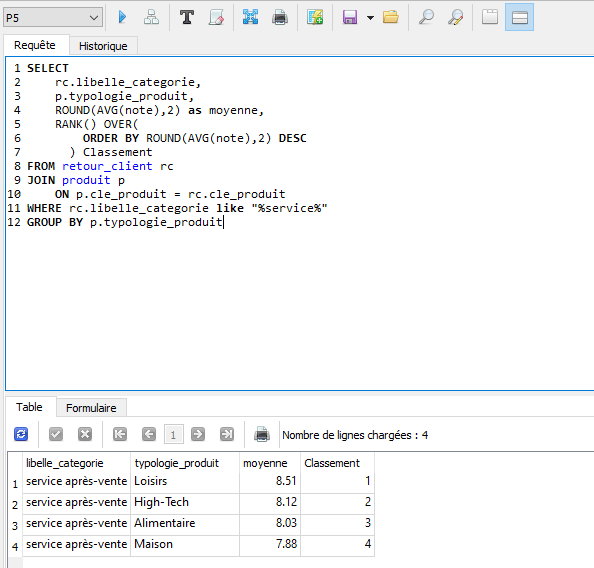 P5
Requête Historique
1 SELECT
2 rc.libelle_categorie,
3 p.typologie_produit,
4 ROUND(AVG(note),2) as moyenne,
5 RANK() OVER(
6 ORDER BY ROUND(AVG(note),2) DESC
7 ) Classement
8 FROM retour_client rc
9 JOIN produit p
10 ON p.cle_produit = rc.cle_produit
11 WHERE rc.libelle_categorie like "%service%"
12 GROUP BY p.typologie_produit
Table Formulaire
1 Nombre de lignes chargées : 4
libelle_categorie typologie_produit moyenne Classement
1 service après-vente Loisirs 8.51 1
2 service après-vente High-Tech 8.12 2
3 service après-vente Alimentaire 8.03 3
4 service après-vente Maison 7.88 4